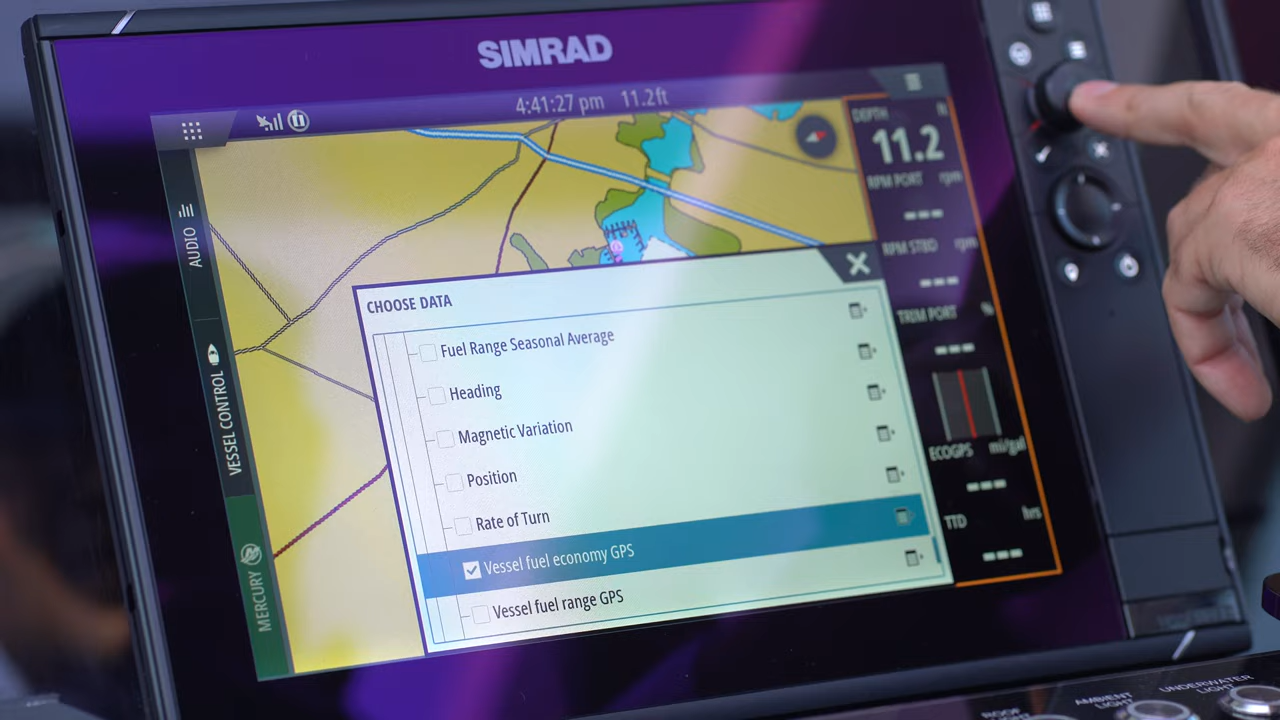 SIMRAD
4:41:27 pm 11.2ft
AUDIO
VESSEL CONTROL
MERCURY
CHOOSE DATA
Fuel Range Seasonal Average
Heading
Magnetic Variation
Position
Rate of Turn
Vessel fuel economy GPS
Vessel fuel range GPS
DEPTH ft
11.2
RPM PORT rpm
---
RPM STBD rpm
---
TRIM PORT %
---
ECOGPS mi/gal
---
TTD hrs
---
AMBIENT
LIGHT
UNDERWATER
LIGHT
ROOF